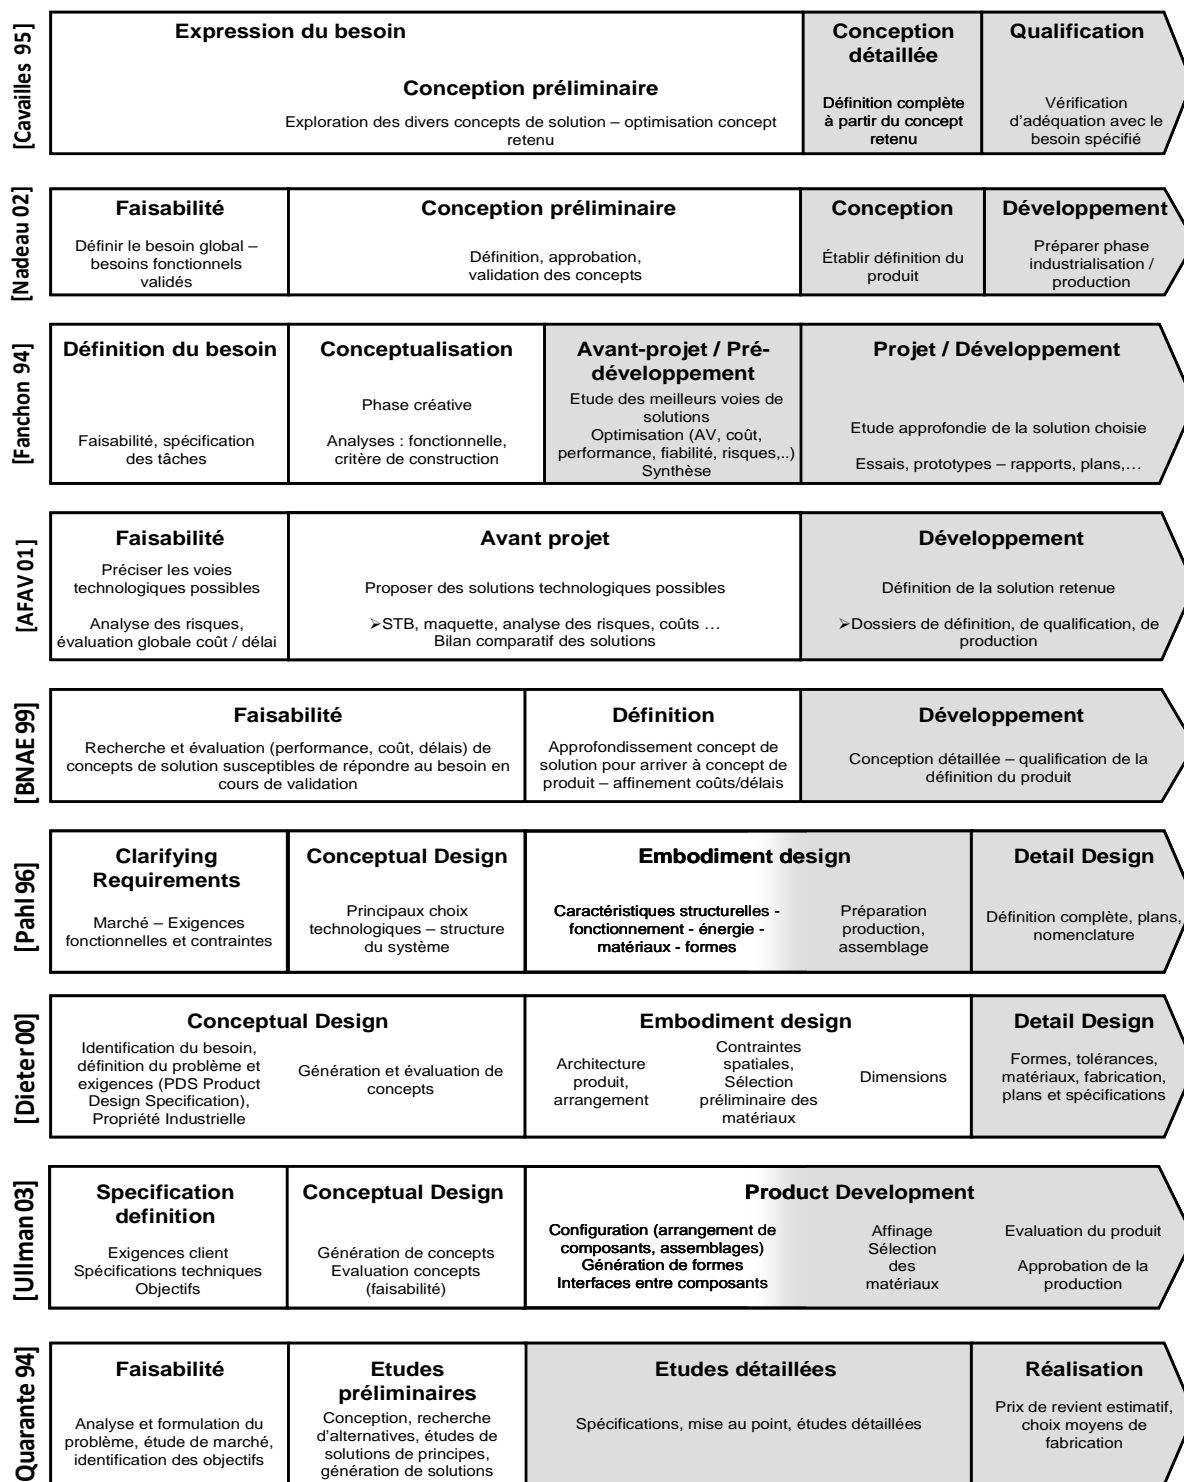 [Cavailles 95]
Expression du besoin
Conception préliminaire
Exploration des divers concepts de solution – optimisation concept
retenu
Conception
détaillée
Définition complète
à partir du concept
retenu
Qualification
Vérification
d'adéquation avec le
besoin spécifié
[Nadeau 02]
Faisabilité
Définir le besoin global –
besoins fonctionnels
validés
Conception préliminaire
Définition, approbation,
validation des concepts
Conception
Établir définition du
produit
Développement
Préparer phase
industrialisation /
production
[Fanchon 94]
Définition du besoin
Faisabilité, spécification
des tâches
Conceptualisation
Phase créative
Analyses : fonctionnelle,
critère de construction
Avant-projet / Pré-
développement
Etude des meilleurs voies de
solutions
Optimisation (AV, coût,
performance, fiabilité, risques,..)
Synthèse
Projet / Développement
Etude approfondie de la solution choisie
Essais, prototypes – rapports, plans,…
[AFAV 01]
Faisabilité
Préciser les voies
technologiques possibles
Analyse des risques,
évaluation globale coût / délai
Avant projet
Proposer des solutions technologiques possibles
➢STB, maquette, analyse des risques, coûts …
Bilan comparatif des solutions
Développement
Définition de la solution retenue
➢Dossiers de définition, de qualification, de
production
[BNAE 99]
Faisabilité
Recherche et évaluation (performance, coût, délais) de
concepts de solution susceptibles de répondre au besoin en
cours de validation
Définition
Approfondissement concept de
solution pour arriver à concept de
produit – affinement coûts/délais
Développement
Conception détaillée – qualification de la
définition du produit
[Pahl 96]
Clarifying
Requirements
Marché – Exigences
fonctionnelles et contraintes
Conceptual Design
Principaux choix
technologiques – structure
du système
Embodiment design
Caractéristiques structurelles -
fonctionnement - énergie -
matériaux - formes
Préparation
production,
assemblage
Detail Design
Définition complète, plans,
nomenclature
[Dieter 00]
Conceptual Design
Identification du besoin,
définition du problème et
exigences (PDS Product
Design Specification),
Propriété Industrielle
Génération et évaluation de
concepts
Embodiment design
Architecture
produit,
arrangement
Contraintes
spatiales,
Sélection
préliminaire des
matériaux
Dimensions
Detail Design
Formes, tolérances,
matériaux, fabrication,
plans et spécifications
[Ullman 03]
Specification
definition
Exigences client
Spécifications techniques
Objectifs
Conceptual Design
Génération de concepts
Evaluation concepts
(faisabilité)
Product Development
Configuration (arrangement de
composants, assemblages)
Génération de formes
Interfaces entre composants
Affinage
Sélection
des
matériaux
Evaluation du produit
Approbation de la
production
Quarante 94]
Faisabilité
Analyse et formulation du
problème, étude de marché,
identification des objectifs
Etudes
préliminaires
Conception, recherche
d'alternatives, études de
solutions de principes,
génération de solutions
Etudes détaillées
Spécifications, mise au point, études détaillées
Réalisation
Prix de revient estimatif,
choix moyens de
fabrication